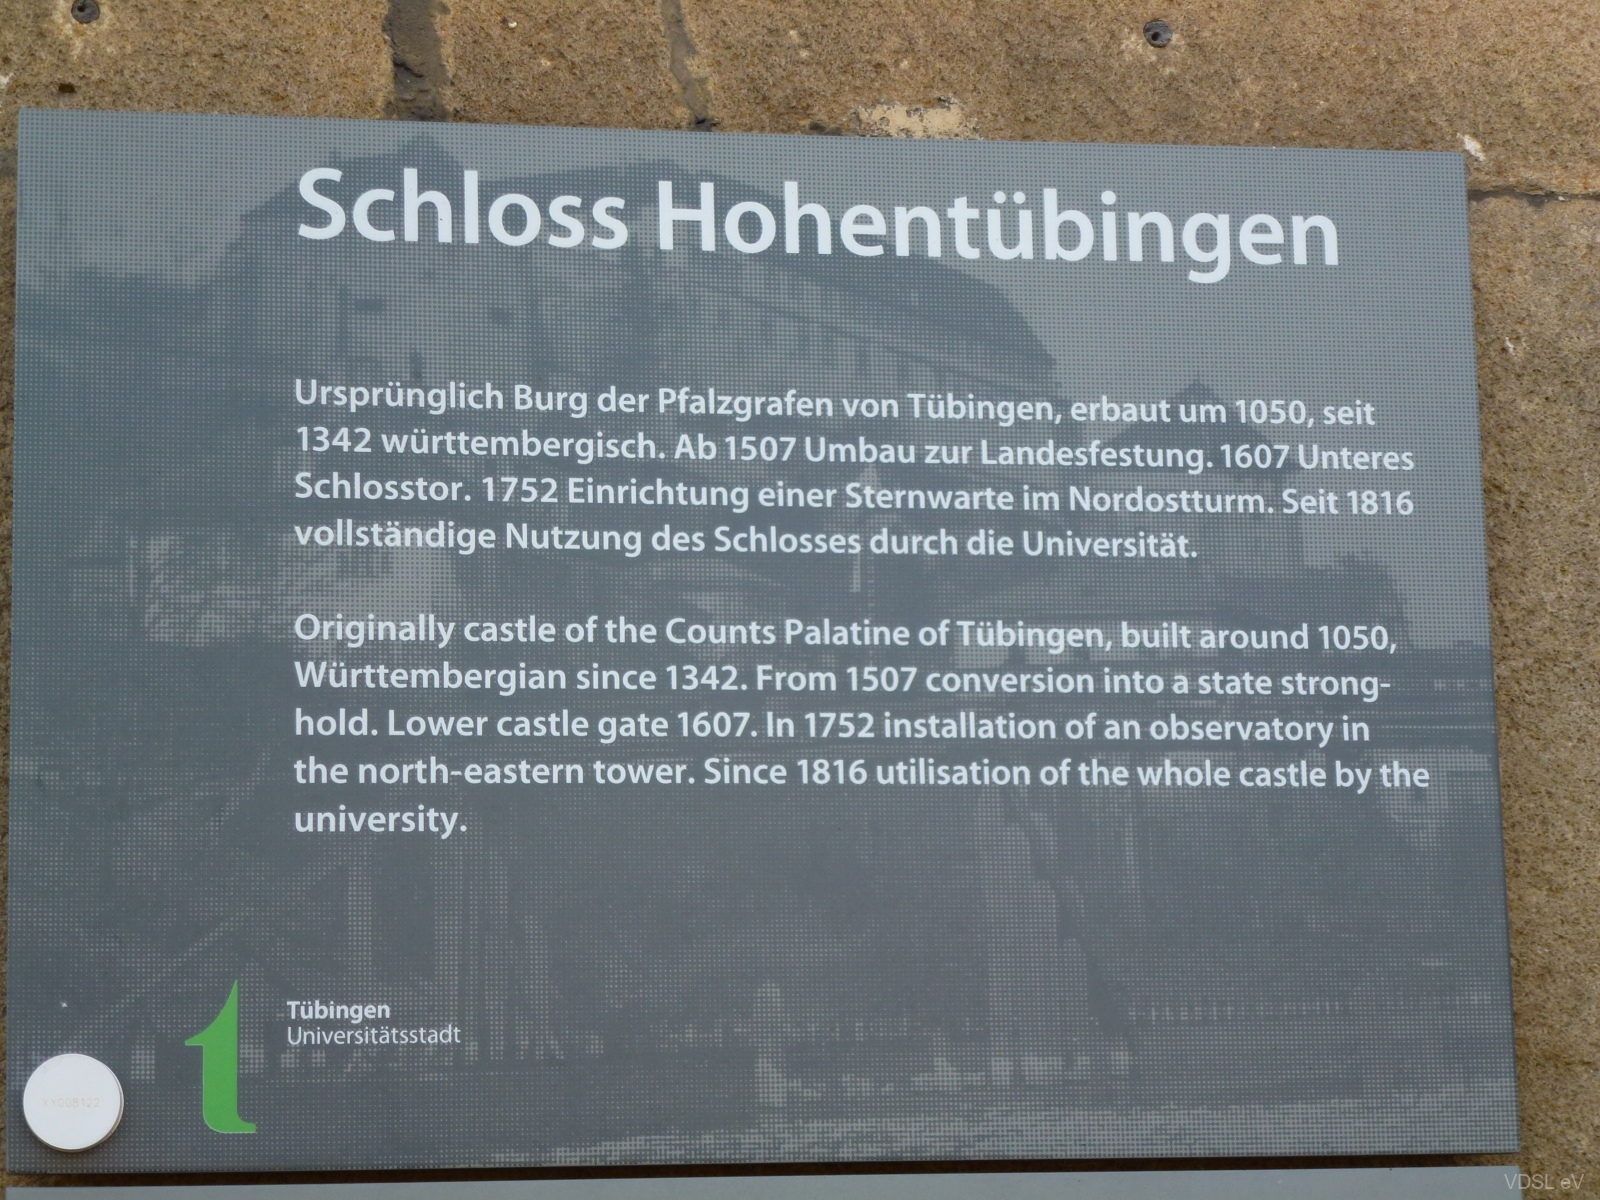 Schloss Hohentübingen
Ursprünglich Burg der Pfalzgrafen von Tübingen, erbaut um 1050, seit
1342 württembergisch. Ab 1507 Umbau zur Landesfestung. 1607 Unteres
Schlosstor. 1752 Einrichtung einer Sternwarte im Nordostturm. Seit 1816
vollständige Nutzung des Schlosses durch die Universität.
Originally castle of the Counts Palatine of Tübingen, built around 1050,
Württembergian since 1342. From 1507 conversion into a state strong-
hold. Lower castle gate 1607. In 1752 installation of an observatory in
the north-eastern tower. Since 1816 utilisation of the whole castle by the
university.
t
Tübingen
Universitätsstadt
VDSL eV